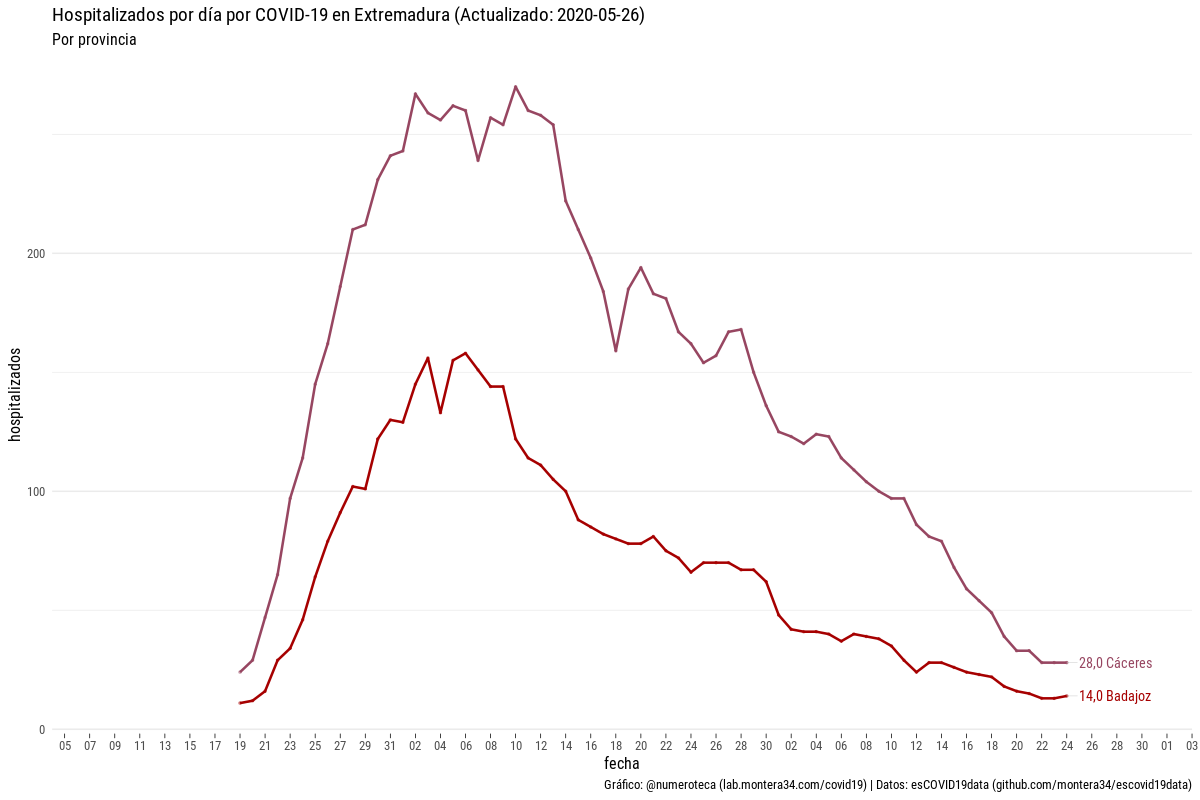 Hospitalizados por día por COVID-19 en Extremadura (Actualizado: 2020-05-26)
Por provincia
hospitalizados
200
100
0
28,0 Cáceres
14,0 Badajoz
05 07 09 11 13 15 17 19 21 23 25 27 29 31 02 04 06 08 10 12 14 16 18 20 22 24 26 28 30 02 04 06 08 10 12 14 16 18 20 22 24 26 28 30 01 03
fecha
Gráfico: @numeroteca (lab.montera34.com/covid19) | Datos: esCOVID19data (github.com/montera34/escovid19data)